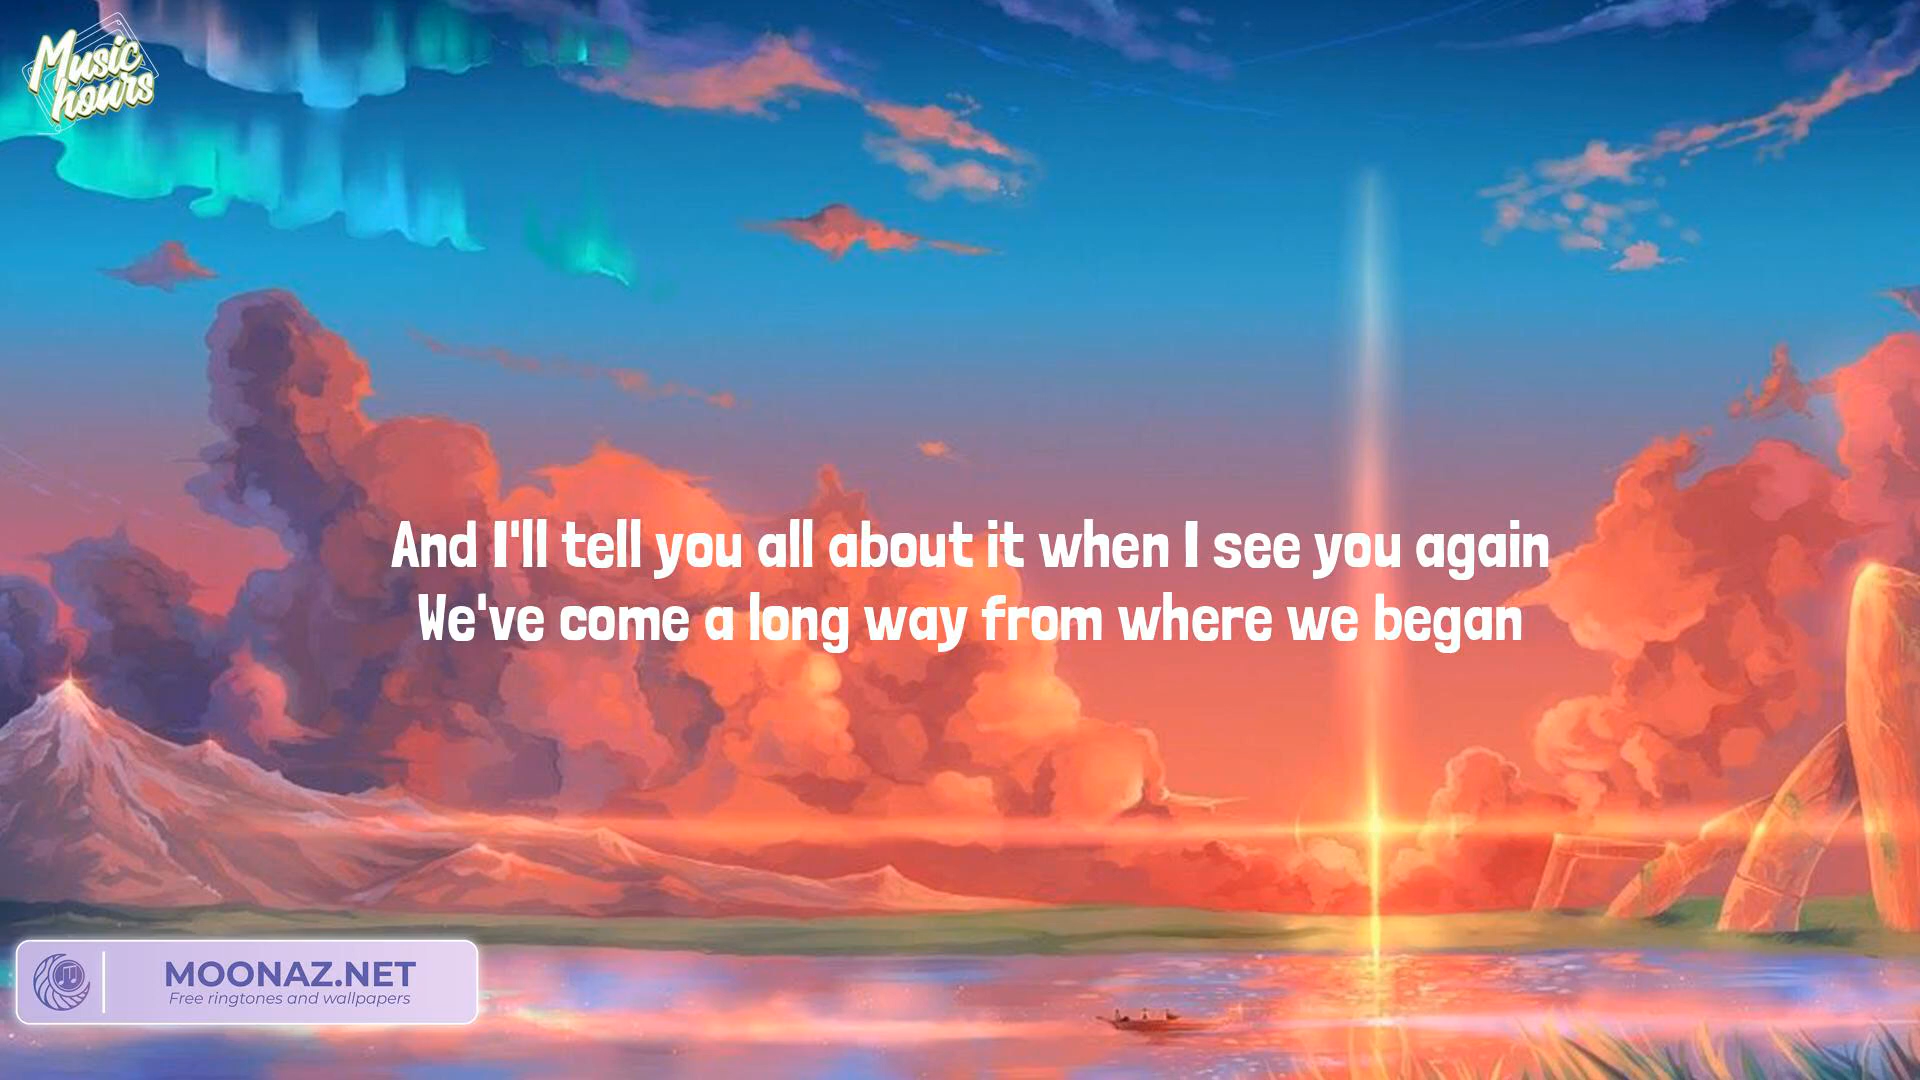 Music
hours
And I'll tell you all about it when I see you again
We've come a long way from where we began
MOONAZ.NET
Free ringtones and wallpapers